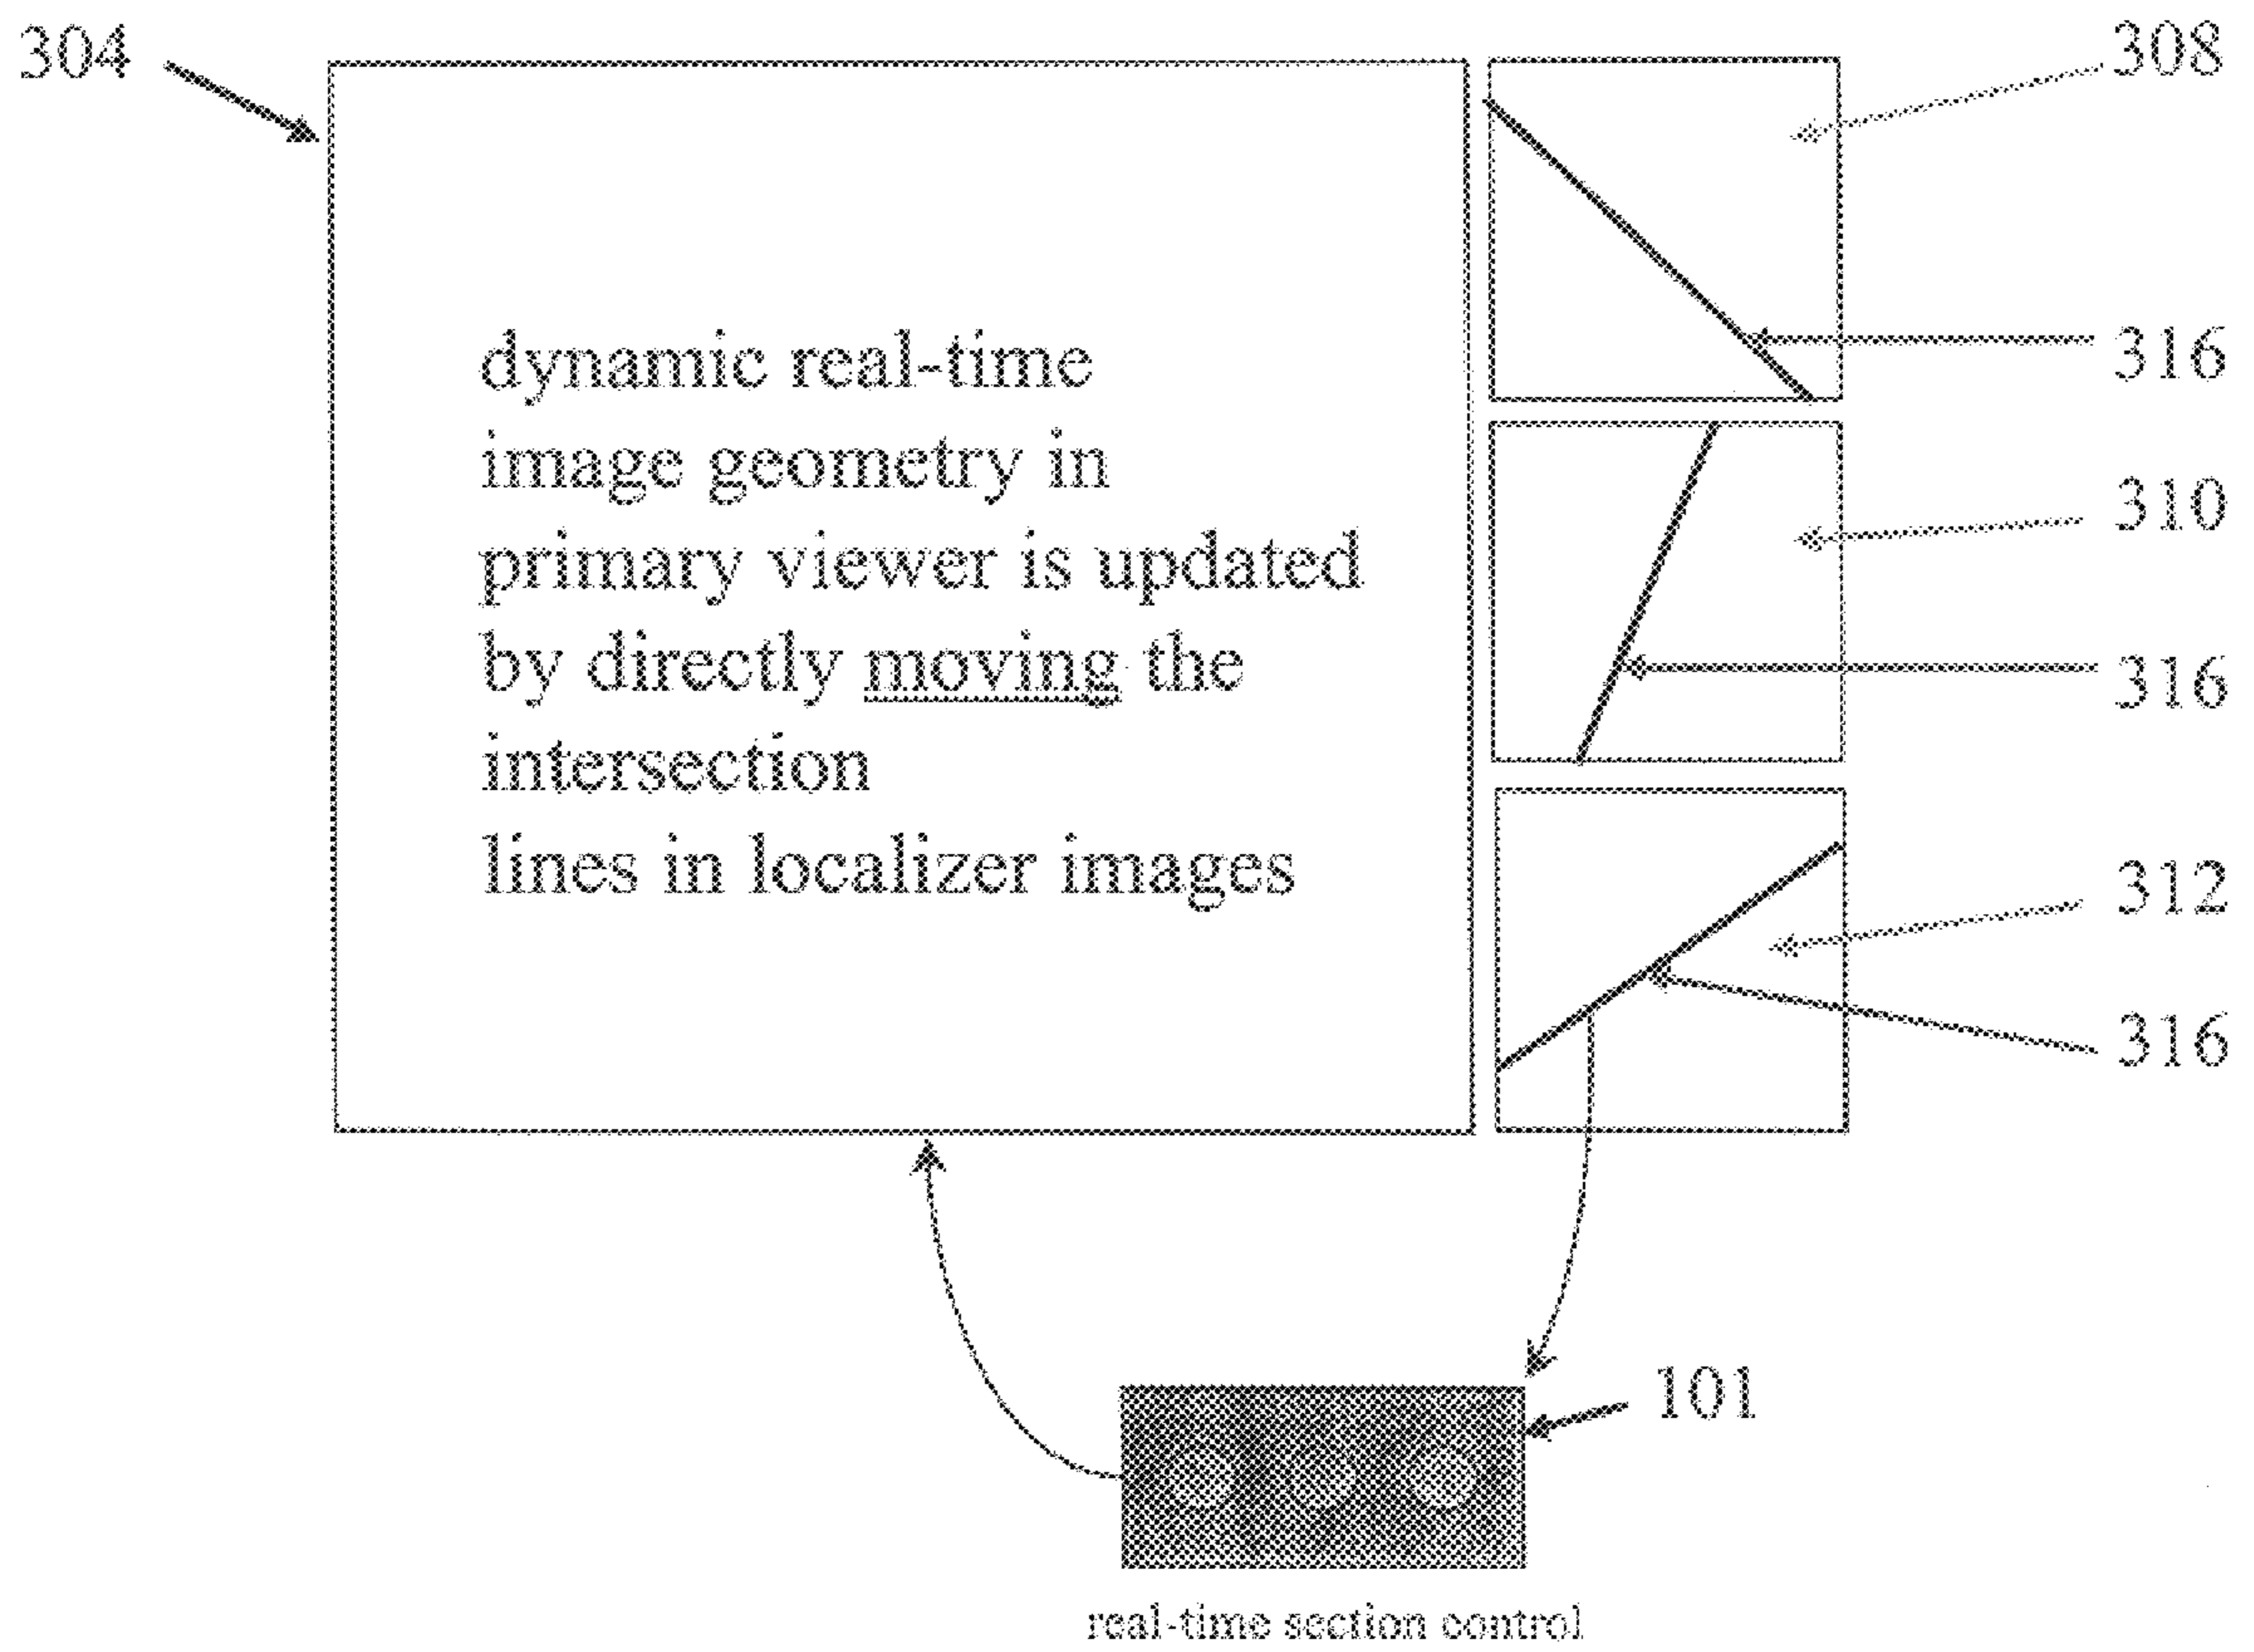 304
308
dynamic real-time
316
image geometry in
310
primary viewer is updated
by directly moving the
316
intersection
lines in localizer images
312
316
101
real-time section control